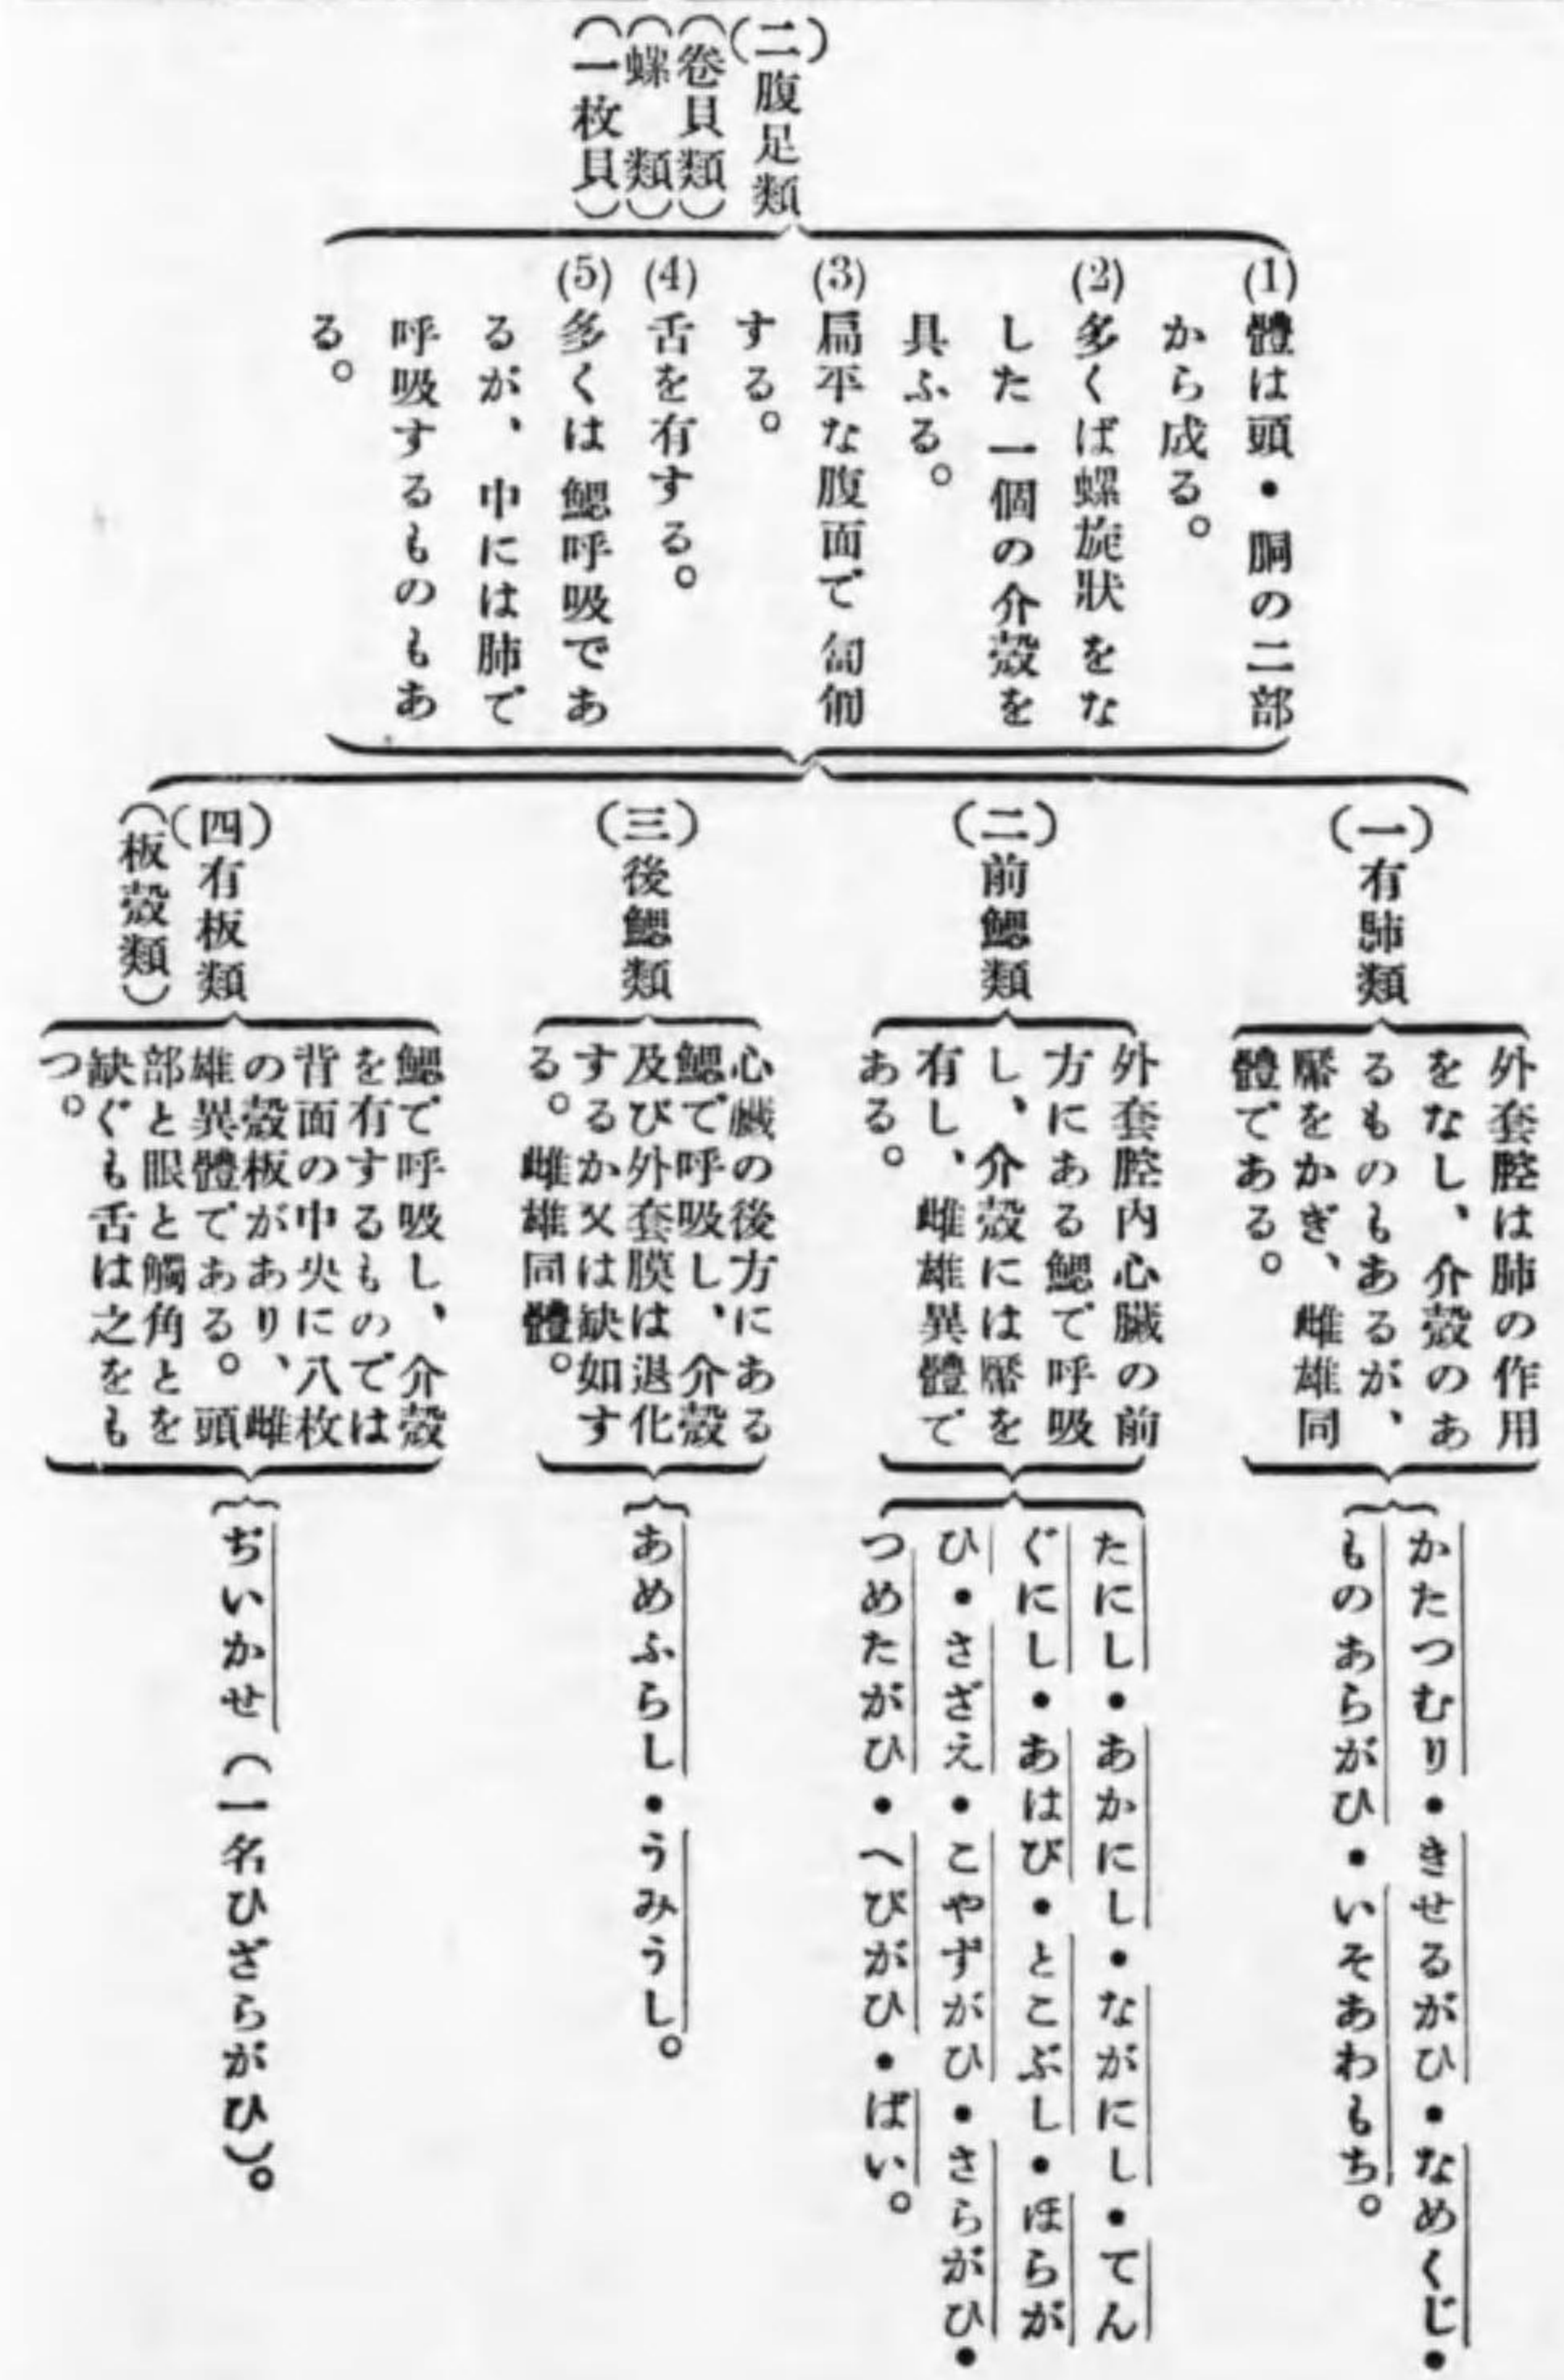 (二)腹足類
(卷貝類)
(螺類)
(一枚貝)
(1)體は頭・胴の二部
から成る。
(2)多くば螺旋狀をな
した一個の介殼を
具ふる。
(3)扁平な腹面で匍匐
する。
(4)舌を有する。
(5)多くは鰓呼吸であ
るが、中には肺で
呼吸するものもあ
る。
(一)有肺類
外套腔は肺の作用
をなし、介殼のあ
るものもあるが、
厴をかぎ、雌雄同
體である。
かたつむり・きせるがひ・なめくじ・
ものあらがひ・いそあわもち。
(二)前鰓類
外套腔内心臟の前
方にある鰓で呼吸
し、介殼には厴を
有し、雌雄異體で
ある。
たにし・あかにし・ながにし・てん
ぐにし・あはび・とこぶし・ほらが
ひ・さざえ・こやずがひ・さらがひ・
つめたがひ・へびがひ・ばい。
(三)後鰓類
心臟の後方にある
鰓で呼吸し、介殼
及び外套膜は退化
するか又は缺如す
る。雌雄同體。
あめふらし・うみうし。
(四)有板類
(板殼類)
鰓で呼吸し、介殼
を有するものでは
背面の中央に八枚
の殼板があり、雌
雄異體である。頭
部と眼と觸角とを
缺ぐも舌は之をも
つ。
ぢいかせ(一名ひざらがひ)。